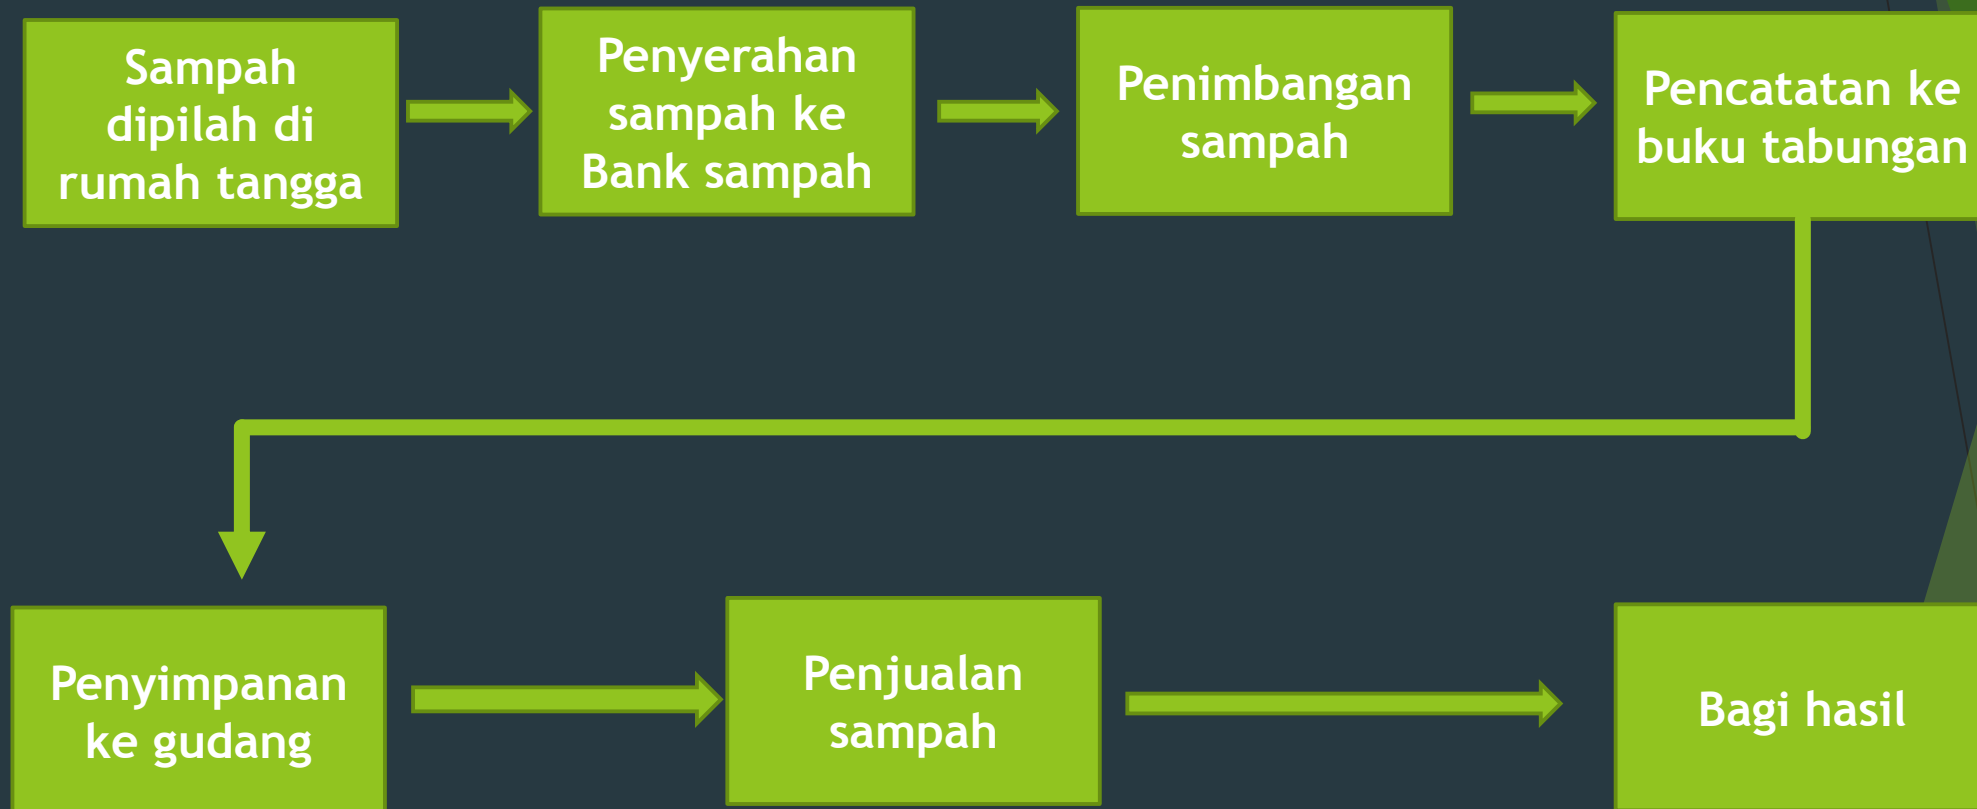 Sampah
dipilah di
rumah tangga
Penyerahan
sampah ke
Bank sampah
Penimbangan
sampah
Pencatatan ke
buku tabungan
Penyimpanan
ke gudang
Penjualan
sampah
Bagi hasil